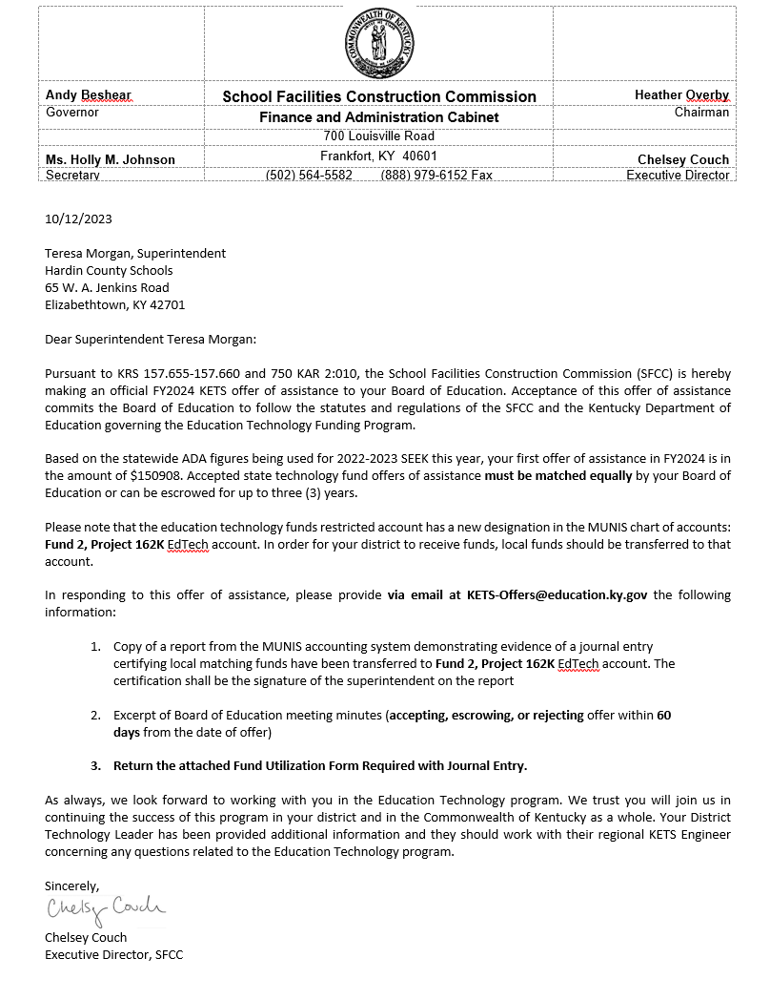 COMMONWEALTH OF KENTUCKY
Andy Beshear
Governor
Ms. Holly M. Johnson
Secretary
School Facilities Construction Commission
Finance and Administration Cabinet
700 Louisville Road
Frankfort, KY  40601
(502) 564-5582 (888) 979-6152 Fax
Heather Overby
Chairman
Chelsey Couch
Executive Director
10/12/2023
Teresa Morgan, Superintendent
Hardin County Schools
65 W. A. Jenkins Road
Elizabethtown, KY 42701
Dear Superintendent Teresa Morgan:
Pursuant to KRS 157.655-157.660 and 750 KAR 2:010, the School Facilities Construction Commission (SFCC) is hereby
making an official FY2024 KETS offer of assistance to your Board of Education. Acceptance of this offer of assistance
commits the Board of Education to follow the statutes and regulations of the SFCC and the Kentucky Department of
Education governing the Education Technology Funding Program.
Based on the statewide ADA figures being used for 2022-2023 SEEK this year, your first offer of assistance in FY2024 is in
the amount of $150908. Accepted state technology fund offers of assistance must be matched equally by your Board of
Education or can be escrowed for up to three (3) years.
Please note that the education technology funds restricted account has a new designation in the MUNIS chart of accounts:
Fund 2, Project 162K EdTech account. In order for your district to receive funds, local funds should be transferred to that
account.
In responding to this offer of assistance, please provide via email at KETS-Offers@education.ky.gov the following
information:
1. Copy of a report from the MUNIS accounting system demonstrating evidence of a journal entry
certifying local matching funds have been transferred to Fund 2, Project 162K EdTech account. The
certification shall be the signature of the superintendent on the report
2. Excerpt of Board of Education meeting minutes (accepting, escrowing, or rejecting offer within 60
days from the date of offer)
3. Return the attached Fund Utilization Form Required with Journal Entry.
As always, we look forward to working with you in the Education Technology program. We trust you will join us in
continuing the success of this program in your district and in the Commonwealth of Kentucky as a whole. Your District
Technology Leader has been provided additional information and they should work with their regional KETS Engineer
concerning any questions related to the Education Technology program.
Sincerely,
Chelsy Couch
Chelsey Couch
Executive Director, SFCC